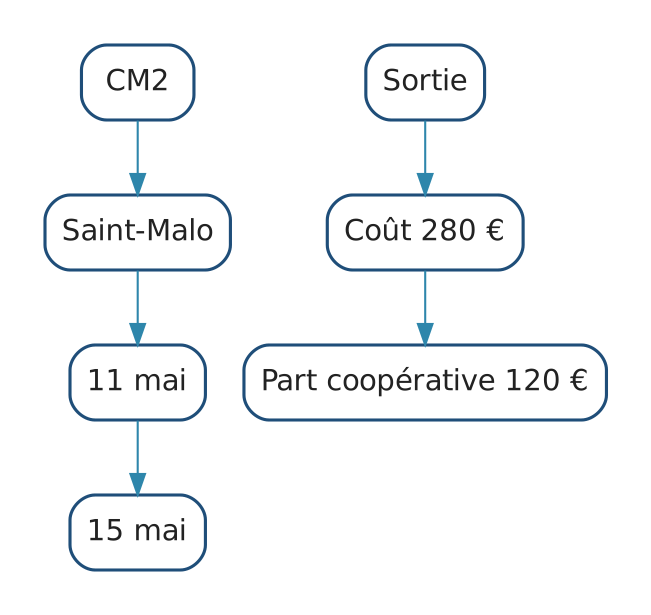 CM2
Saint-Malo
11 mai
15 mai
Sortie
Coût 280 €
Part coopérative 120 €